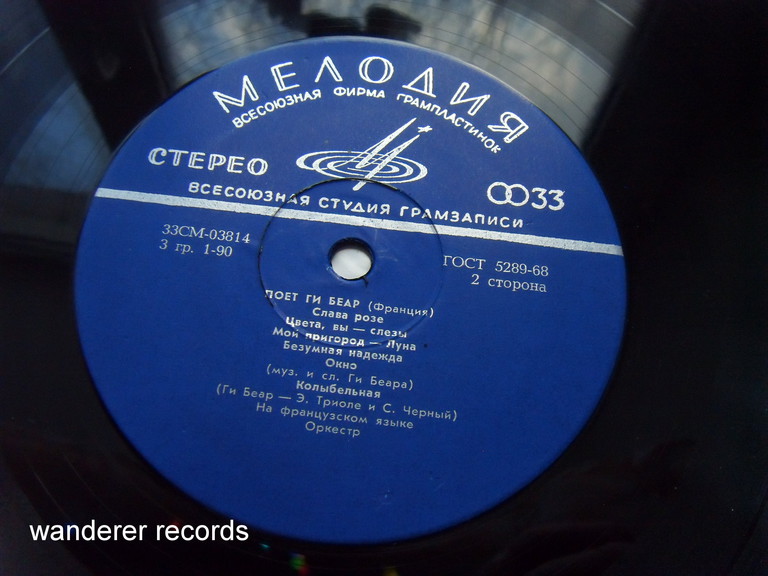 МЕЛОДИЯ
ВСЕСОЮЗНАЯ ФИРМА ГРАМПЛАСТИНОК
СТЕРЕО
33
ВСЕСОЮЗНАЯ СТУДИЯ ГРАМЗАПИСИ
33СМ-03814
3 гр. 1-90
ГОСТ 5289-68
2 сторона
ПОЕТ ГИ БЕАР (Франция)
Слава розе
Цвета, вы — слезы
Мой пригород — Луна
Безумная надежда
Окно
(муз. и сл. Ги Беара)
Колыбельная
(Ги Беар — Э. Триоле и С. Черный)
На французском языке
Оркестр
wanderer records